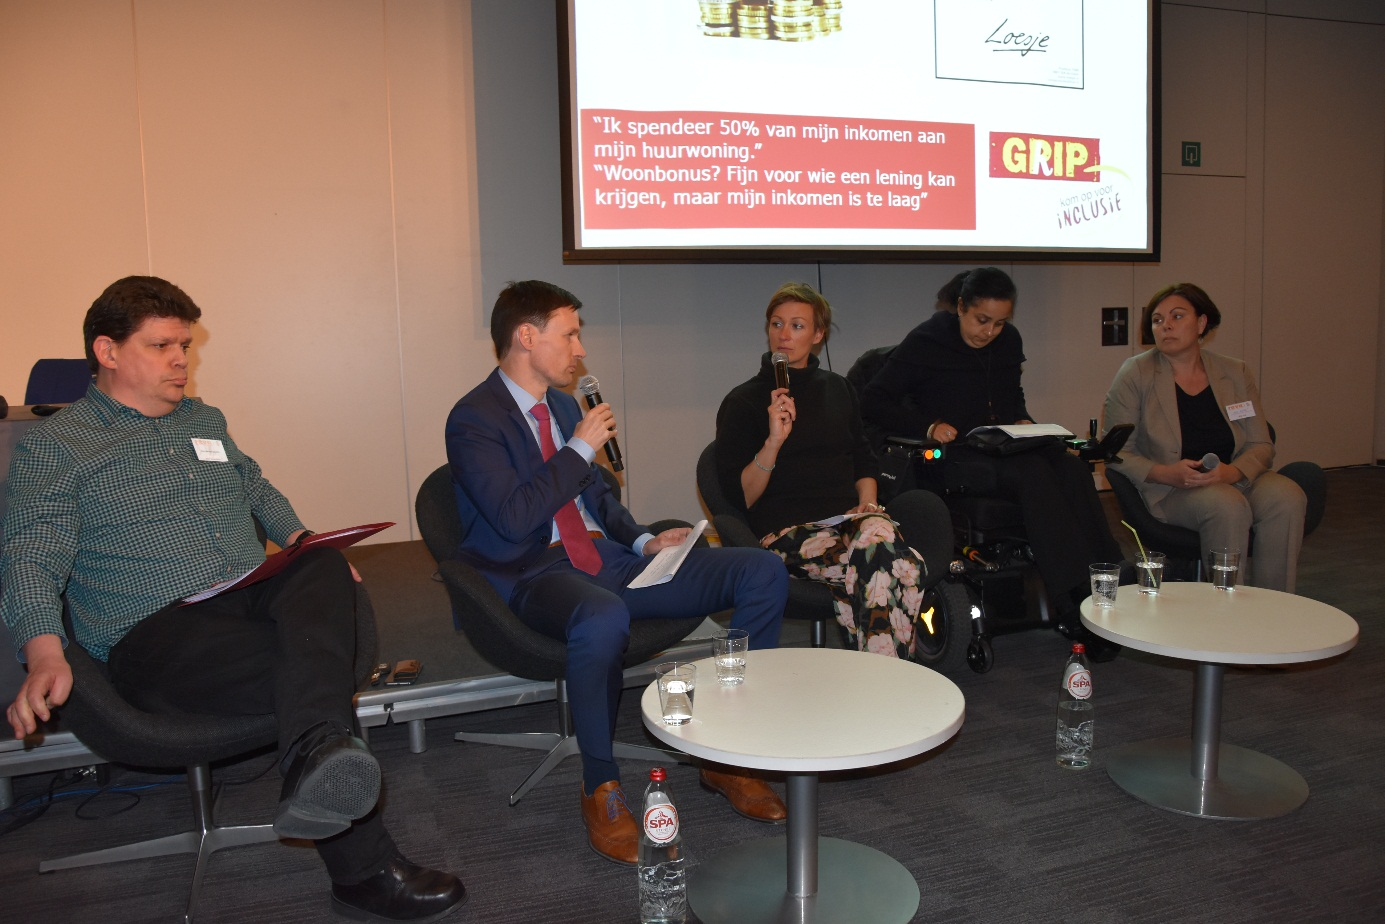 Loesje
“Ik spendeer 50% van mijn inkomen aan
mijn huurwoning.”
“Woonbonus? Fijn voor wie een lening kan
krijgen, maar mijn inkomen is te laag”
GRIP
kom op voor
iNCLUSiE
SPA
SPA